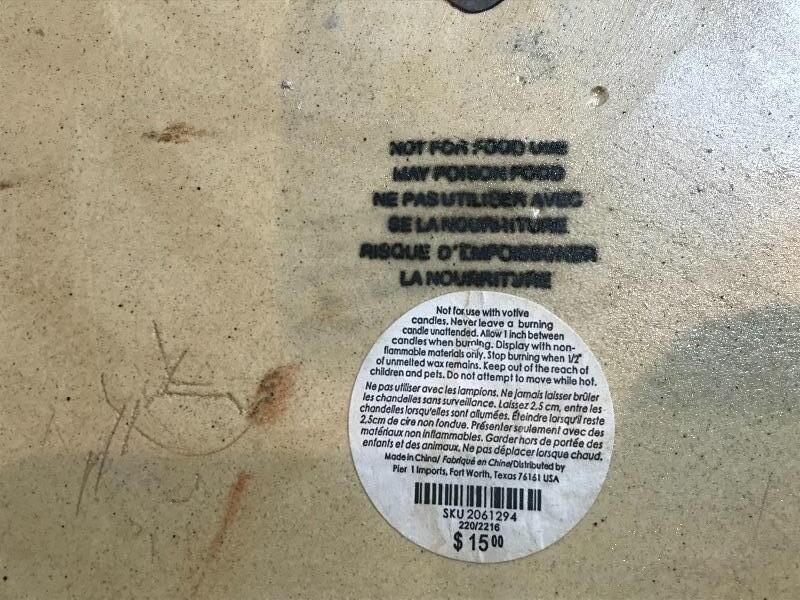 NOT FOR FOOD USE
MAY POISON FOOD
NE PAS UTILISER AVEC
SE LA NOURRITURE
RISQUE D'EMPOISSONER
LA NOURRITURE
Not for use with votive
candles. Never leave a burning
candle unattended. Allow 1 inch between
candles when burning. Display with non-
flammable materials only. Stop burning when 1/2"
of unmelted wax remains. Keep out of the reach of
children and pets. Do not attempt to move while hot.
Ne pas utiliser avec les lampions. Ne jamais laisser brûler
les chandelles sans surveillance. Laissez 2,5 cm, entre les
chandelles lorsqu'elles sont allumées. Éteindre lorsqu'il reste
2,5cm de cire non fondue. Présenter seulement avec des
matériaux non inflammables. Garder hors de portée des
enfants et des animaux. Ne pas déplacer lorsque chaud.
Made in China/ Fabriqué en Chine/Distributed by
Pier 1 Imports, Fort Worth, Texas 76161 USA
SKU 2061294
220/2216
$ 15 00